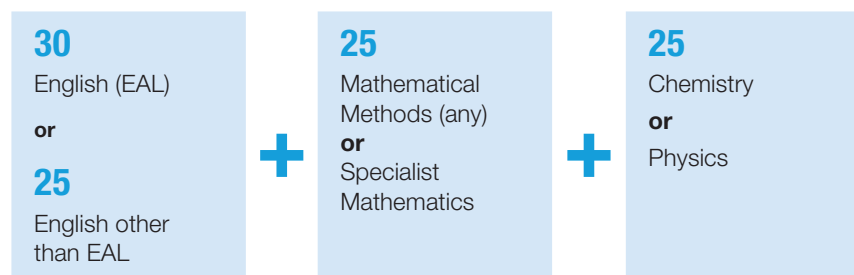 30
English (EAL)
or
25
English other
than EAL
+
25
Mathematical
Methods (any)
or
Specialist
Mathematics
+
25
Chemistry
or
Physics